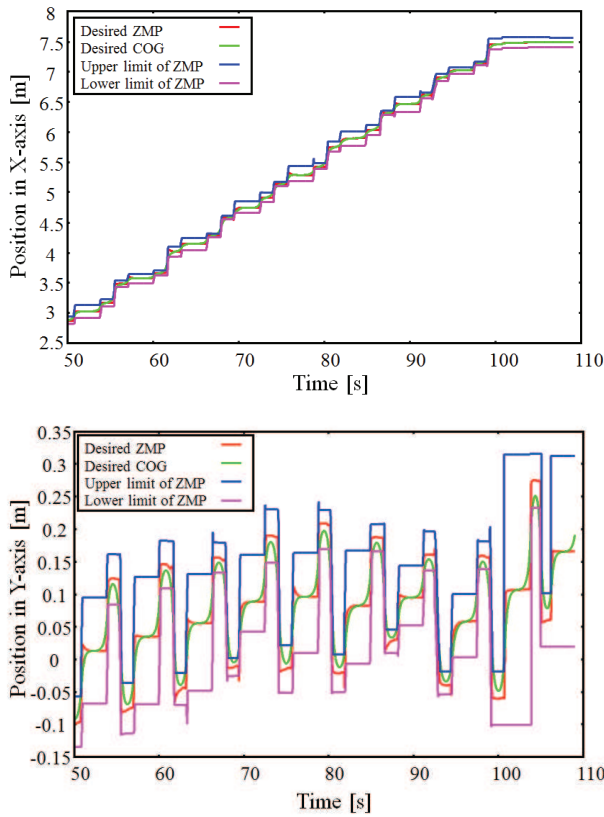 8
7.5
7
6.5
6
5.5
5
4.5
4
3.5
3
2.5
Position in X-axis [m]
Desired ZMP
Desired COG
Upper limit of ZMP
Lower limit of ZMP
50 60 70 80 90 100 110
Time [s]
0.35
0.3
0.25
0.2
0.15
0.1
0.05
0
-0.05
-0.1
-0.15
Position in Y-axis [m]
Desired ZMP
Desired COG
Upper limit of ZMP
Lower limit of ZMP
50 60 70 80 90 100 110
Time [s]